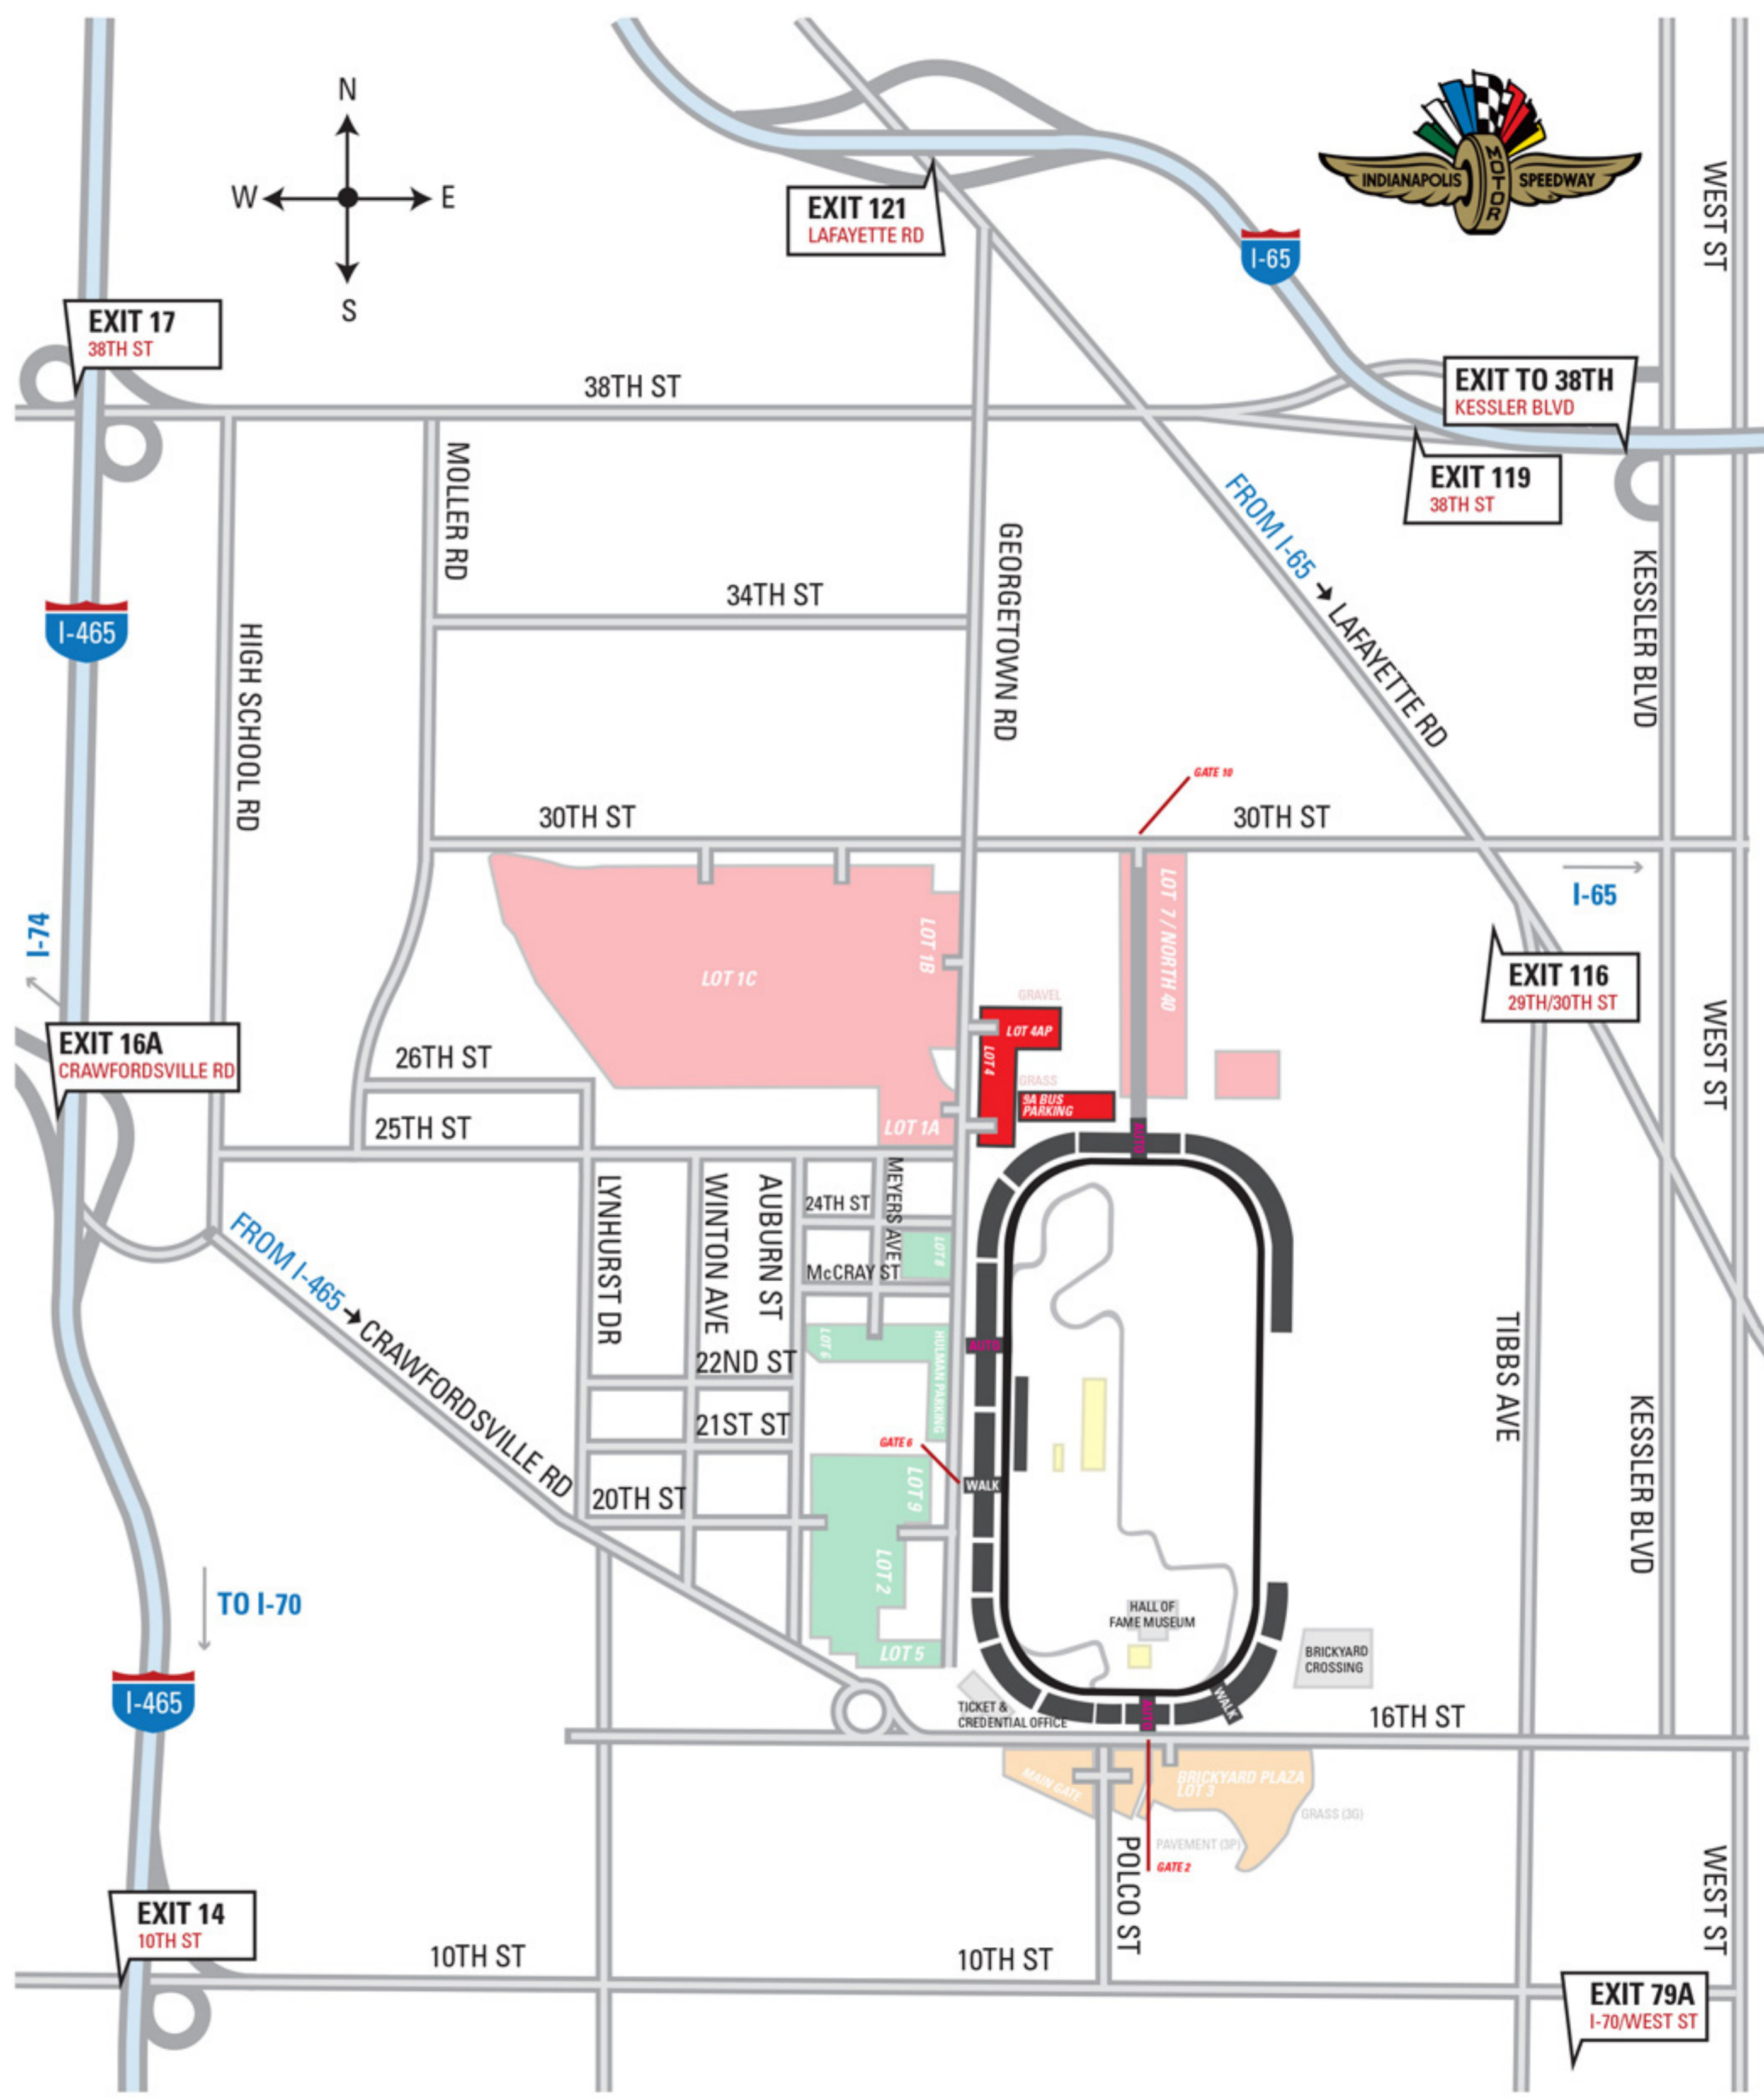 N
W
E
S
INDIANAPOLIS
MOTOR
SPEEDWAY
WEST ST
EXIT 121
LAFAYETTE RD
I-65
EXIT 17
38TH ST
38TH ST
EXIT TO 38TH
KESSLER BLVD
EXIT 119
38TH ST
MOLLER RD
FROM I-65 → LAFAYETTE RD
GEORGETOWN RD
KESSLER BLVD
34TH ST
I-465
HIGH SCHOOL RD
GATE 10
30TH ST
30TH ST
I-65
LOT 7 / NORTH 40
LOT 1B
LOT 1C
I-74
EXIT 116
29TH/30TH ST
WEST ST
GRAVEL
LOT 4AP
LOT 4
EXIT 16A
CRAWFORDSVILLE RD
26TH ST
GRASS
9A BUS
PARKING
25TH ST
LOT 1A
AUTO
LYNHURST DR
WINTON AVE
AUBURN ST
MEYERS AVE
24TH ST
LOT 8
McCRAY ST
FROM I-465 → CRAWFORDSVILLE RD
LOT 6
HULMAN PARKING
AUTO
22ND ST
TIBBS AVE
KESSLER BLVD
21ST ST
GATE 6
WALK
LOT 9
20TH ST
LOT 2
TO I-70
HALL OF
FAME MUSEUM
LOT 5
BRICKYARD
CROSSING
I-465
TICKET &
CREDENTIAL OFFICE
AUTO
WALK
16TH ST
MAIN GATE
BRICKYARD PLAZA
LOT 3
GRASS (3G)
PAVEMENT (3P)
GATE 2
POLCO ST
WEST ST
EXIT 14
10TH ST
10TH ST
10TH ST
EXIT 79A
I-70/WEST ST